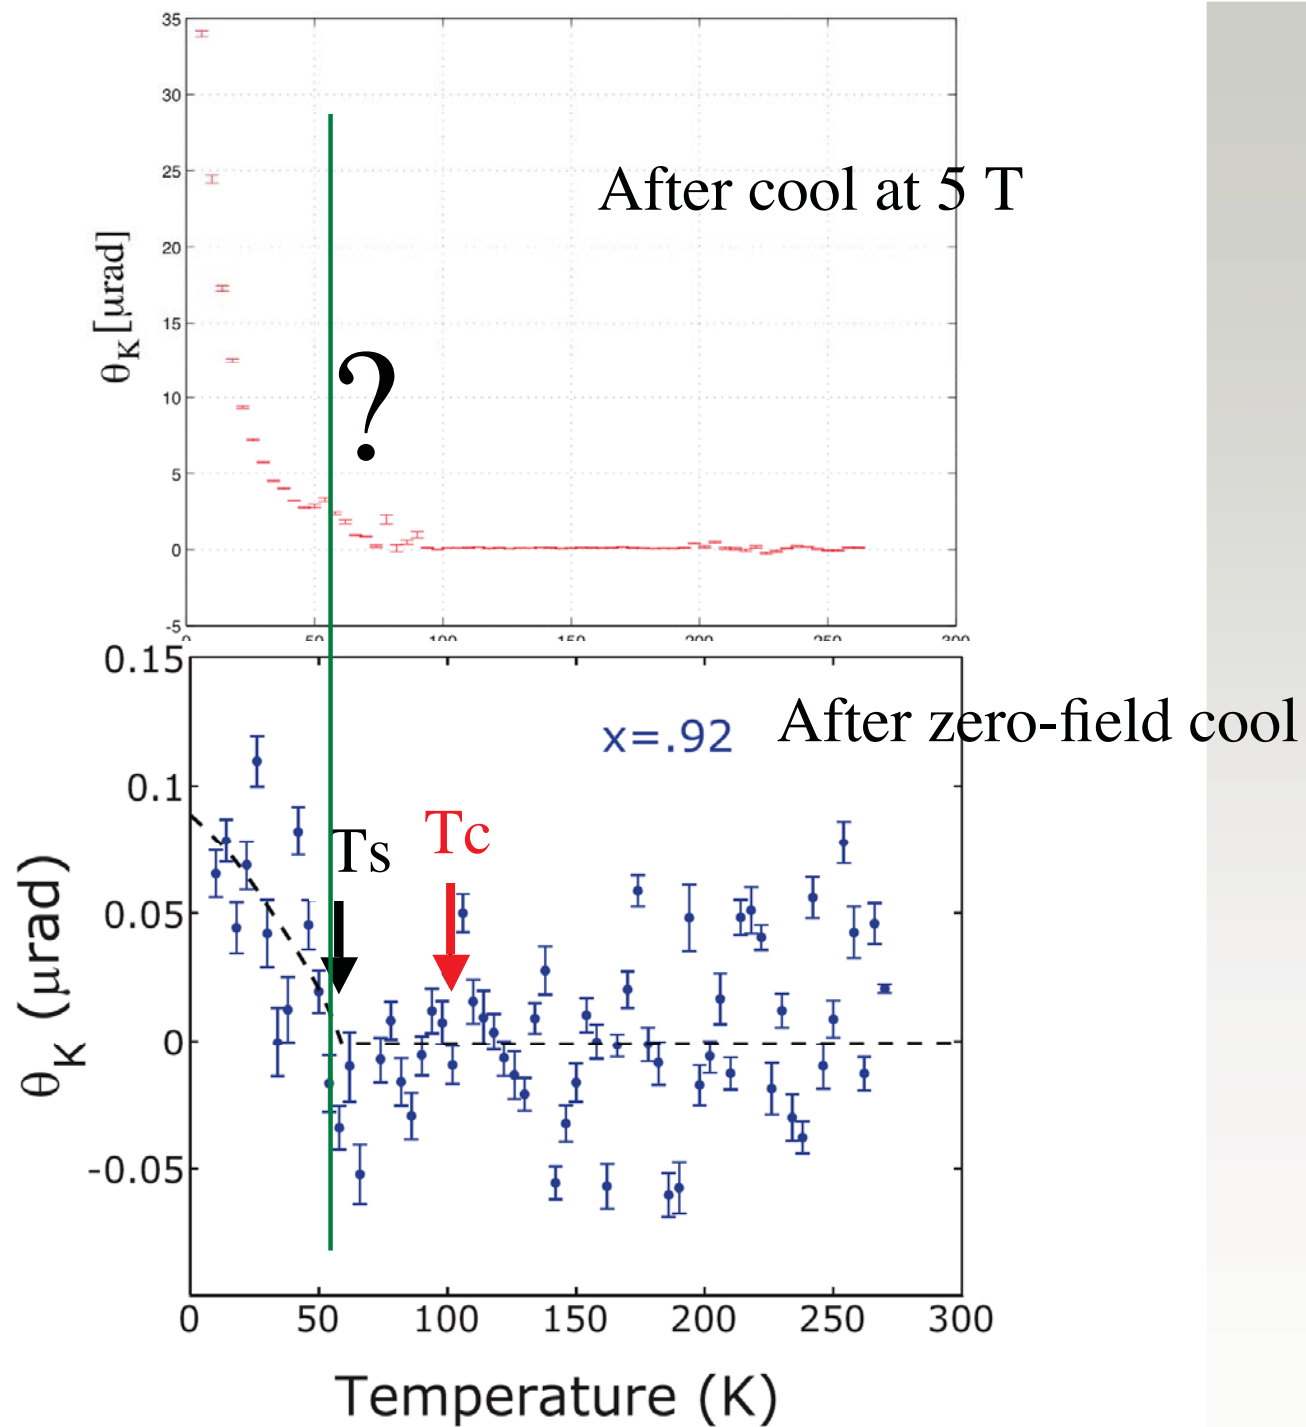 35
30
25
20
15
10
5
0
-5
θK [μrad]
After cool at 5 T
?
0 50 100 150 200 250 300
0.15
0.1
0.05
0
-0.05
θK (μrad)
x=.92
After zero-field cool
Ts
Tc
0 50 100 150 200 250 300
Temperature (K)